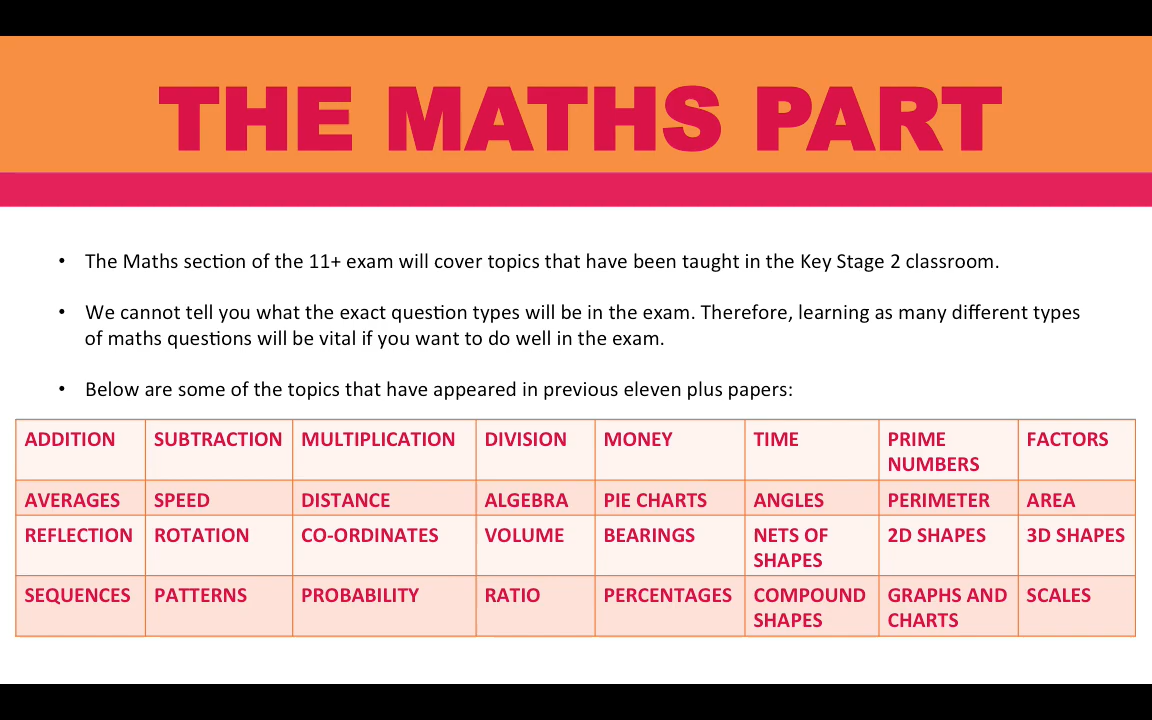 THE MATHS PART
• The Maths section of the 11+ exam will cover topics that have been taught in the Key Stage 2 classroom.
• We cannot tell you what the exact question types will be in the exam. Therefore, learning as many different types
of maths questions will be vital if you want to do well in the exam.
• Below are some of the topics that have appeared in previous eleven plus papers:
ADDITION SUBTRACTION MULTIPLICATION DIVISION MONEY TIME PRIME FACTORS
NUMBERS
AVERAGES SPEED DISTANCE ALGEBRA PIE CHARTS ANGLES PERIMETER AREA
REFLECTION ROTATION CO-ORDINATES VOLUME BEARINGS NETS OF 2D SHAPES 3D SHAPES
SHAPES
SEQUENCES PATTERNS PROBABILITY RATIO PERCENTAGES COMPOUND GRAPHS AND SCALES
SHAPES CHARTS